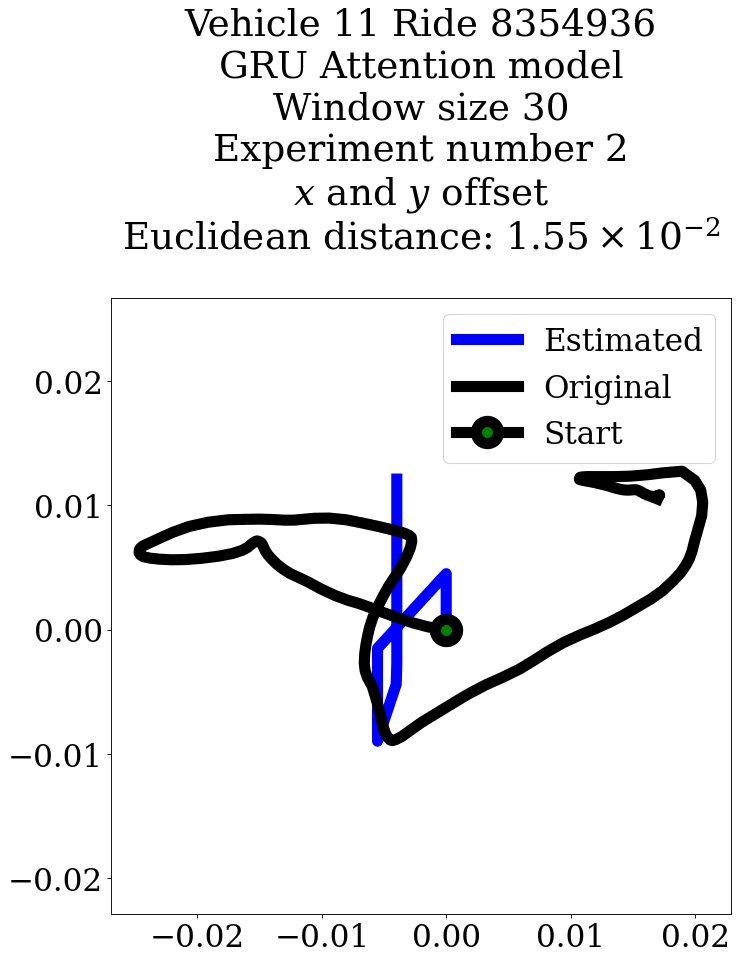 Vehicle 11 Ride 8354936
GRU Attention model
Window size 30
Experiment number 2
x and y offset
Euclidean distance: 1.55 × 10⁻²
Estimated
Original
Start
0.02
0.01
0.00
−0.01
−0.02
−0.02 −0.01 0.00 0.01 0.02